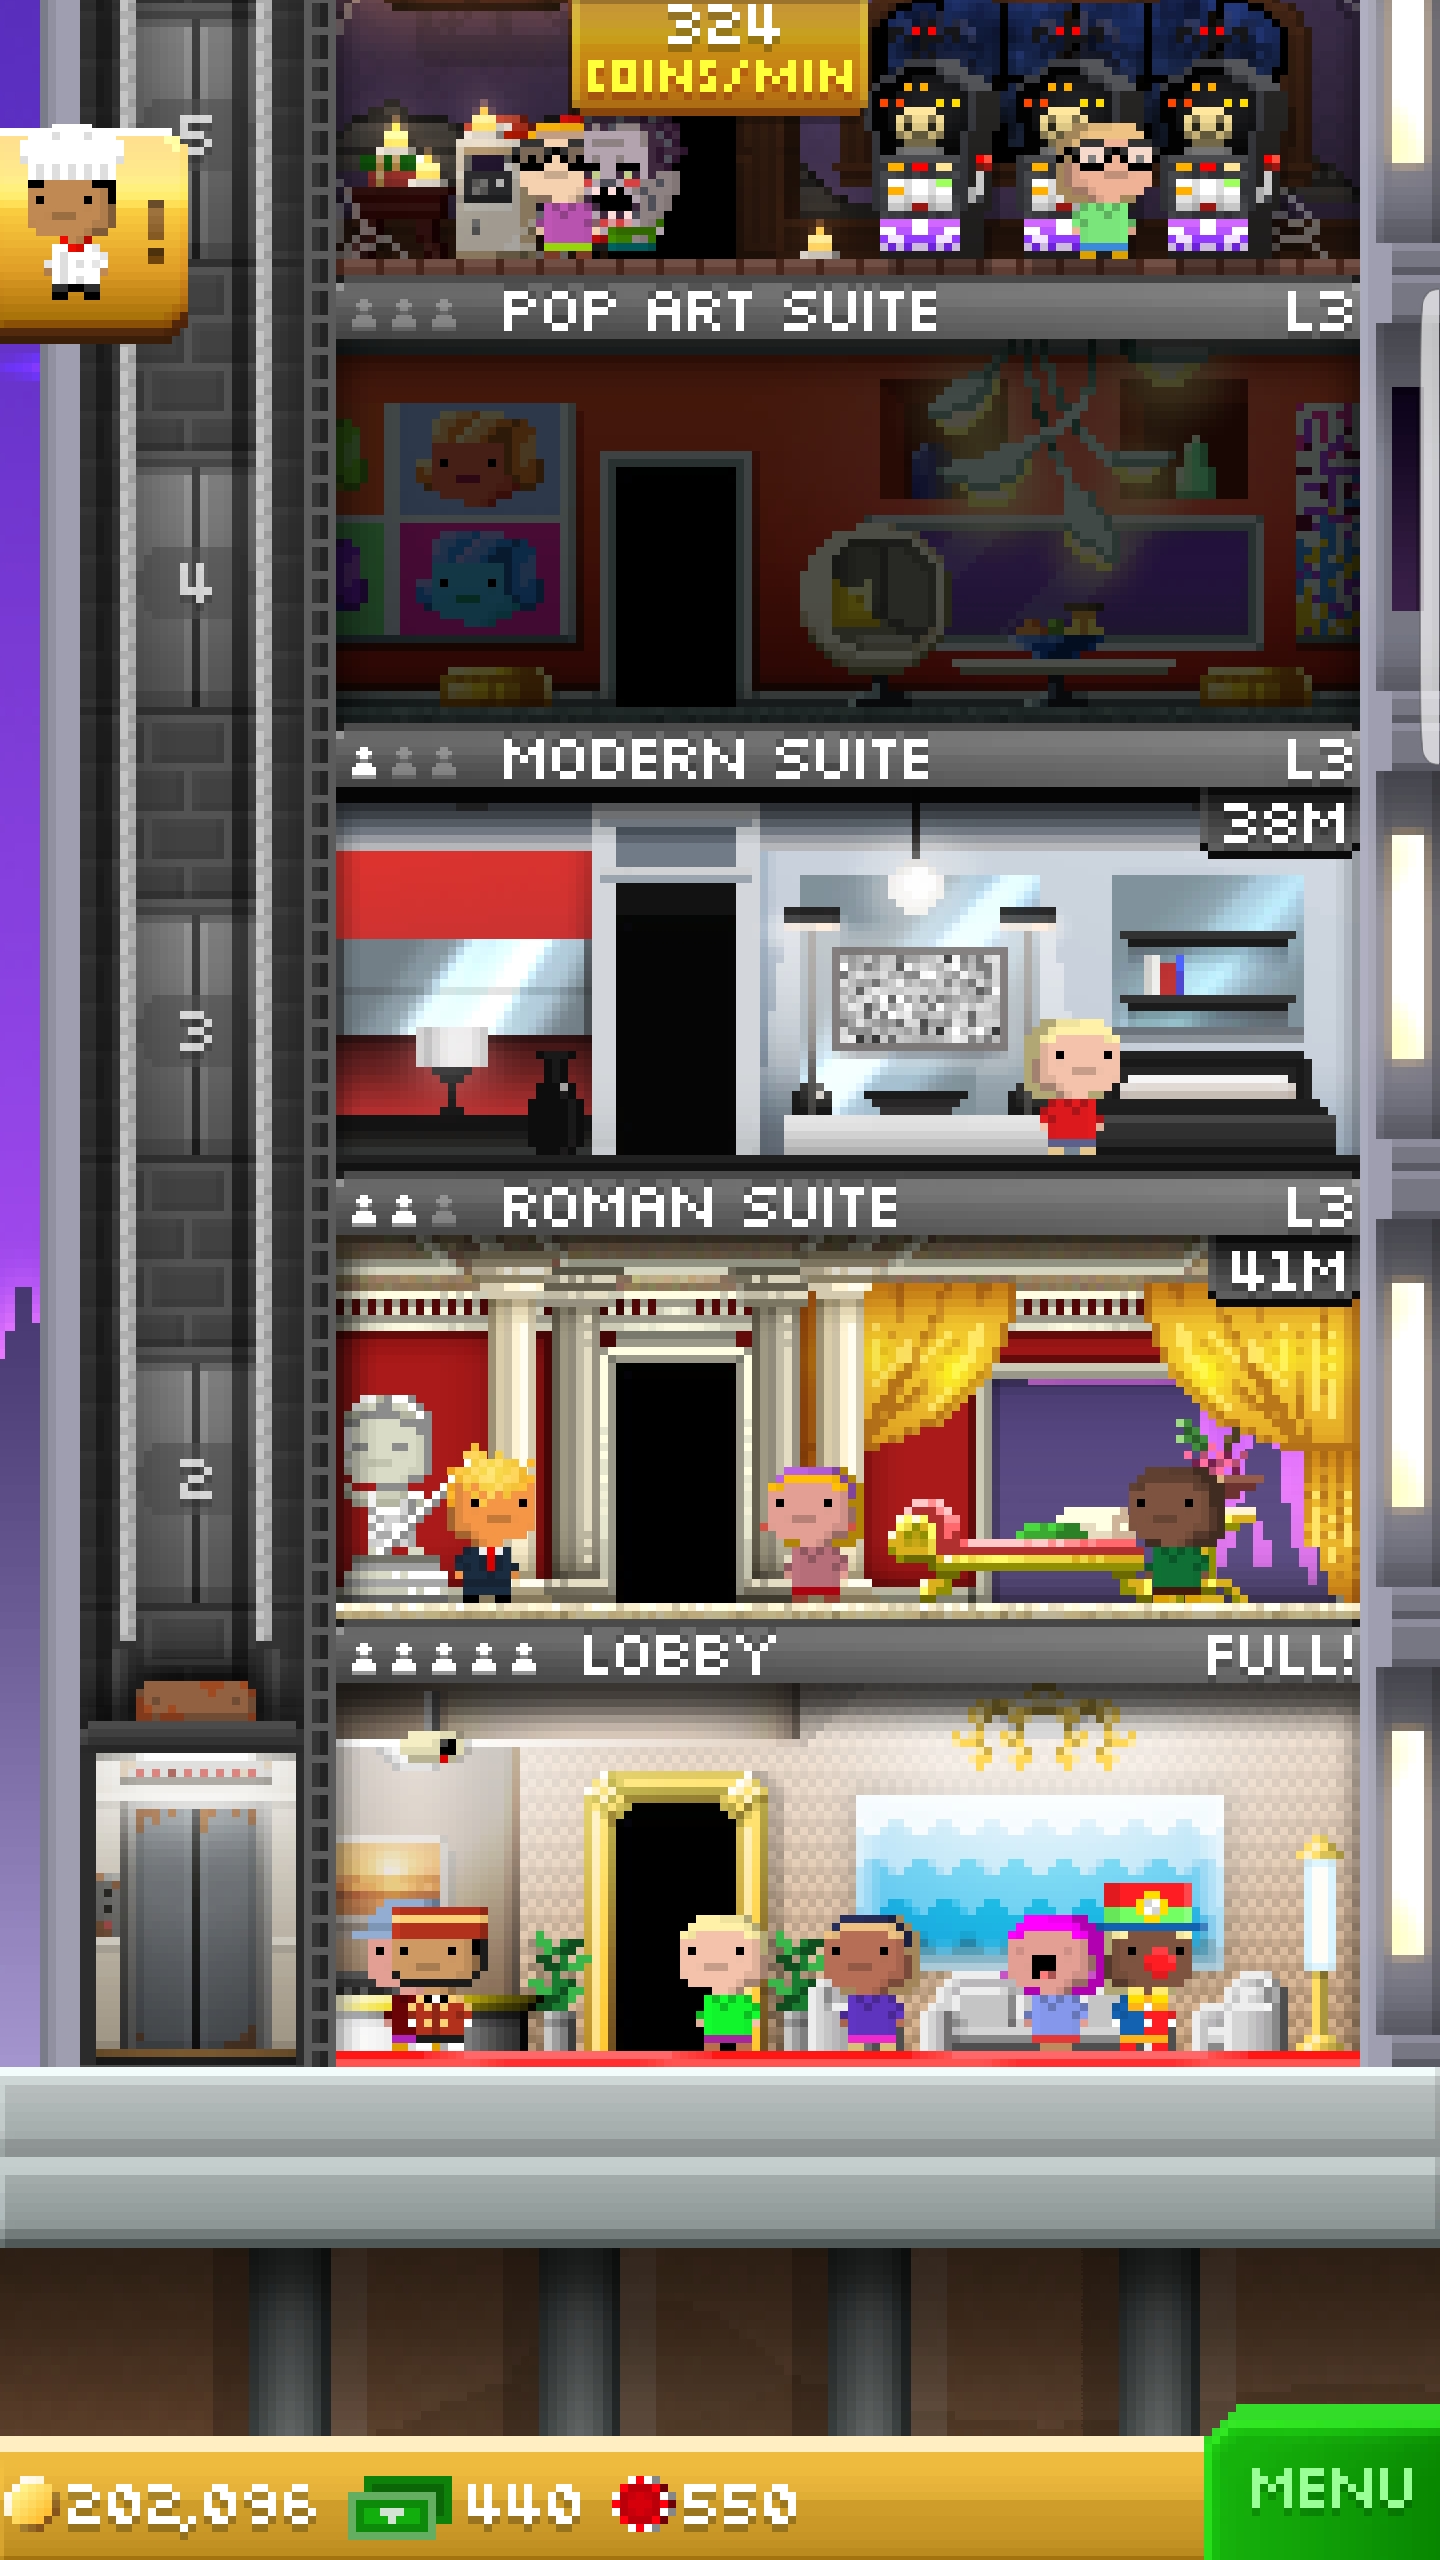 324
COINS/MIN
5
!
POP ART SUITE L3
4
MODERN SUITE L3
38M
3
ROMAN SUITE L3
41M
2
LOBBY FULL!
202,096 440 550
MENU